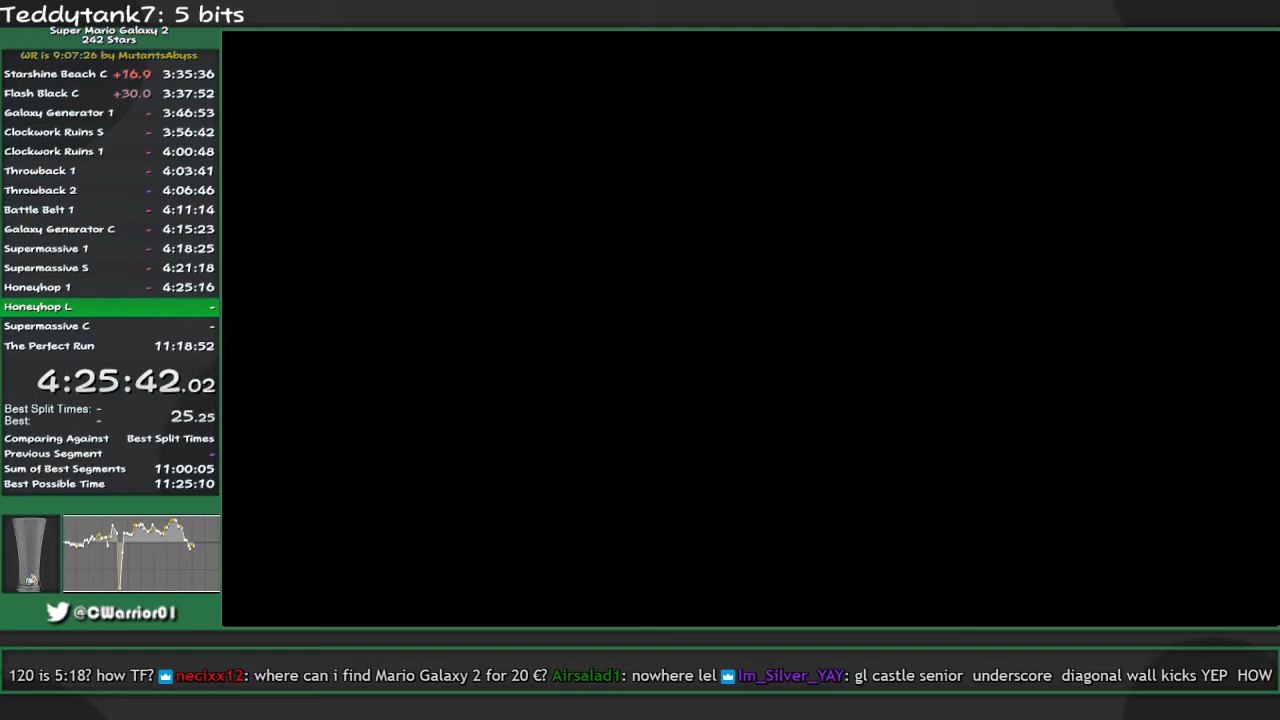 Teddytank7: 5 bits
Super Mario Galaxy 2
242 Stars
WR is 9:07:26 by MutantsAbyss
Starshine Beach C +16.9 3:35:36
Flash Black C +30.0 3:37:52
Galaxy Generator 1 - 3:46:53
Clockwork Ruins S - 3:56:42
Clockwork Ruins 1 - 4:00:48
Throwback 1 - 4:03:41
Throwback 2 - 4:06:46
Battle Belt 1 - 4:11:14
Galaxy Generator C - 4:15:23
Supermassive 1 - 4:18:25
Supermassive S - 4:21:18
Honeyhop 1 - 4:25:16
Honeyhop L -
Supermassive C -
The Perfect Run 11:18:52
4:25:42.02
Best Split Times: -
Best: -
25.25
Comparing Against Best Split Times
Previous Segment -
Sum of Best Segments 11:00:05
Best Possible Time 11:25:10
@CWarrior01
120 is 5:18? how TF? necixx12: where can i find Mario Galaxy 2 for 20 €? Airsalad1: nowhere lel Im_Silver_YAY: gl castle senior underscore diagonal wall kicks YEP HOW